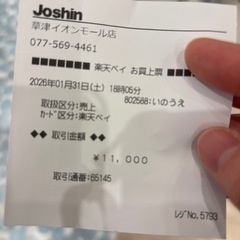 Joshin
草津イオンモール店
077-569-4461
■■■■■■■ 楽天ペイ お買上票 ■■■■■■■
2026年01月31日(土) 18時05分
802568:いのうえ
取扱区分:売上
カード区分:楽天ペイ
◆◆ 取引金額 ◆◆
¥11,000
取引通番:65145
レジNo.5793